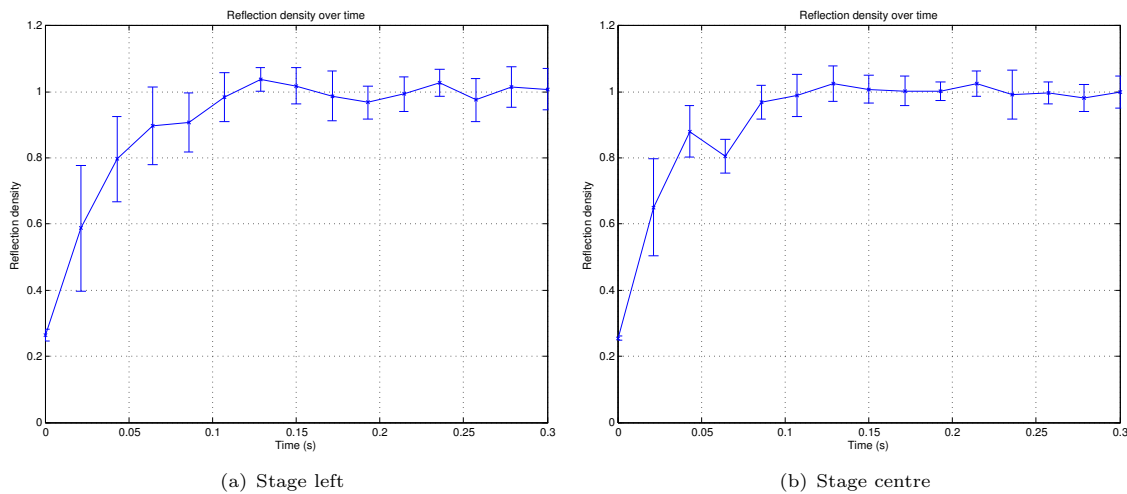 Reflection density over time
1.2
1
0.8
0.6
0.4
0.2
0
Reflection density
0 0.05 0.1 0.15 0.2 0.25 0.3
Time (s)
(a) Stage left
Reflection density over time
1.2
1
0.8
0.6
0.4
0.2
0
Reflection density
0 0.05 0.1 0.15 0.2 0.25 0.3
Time (s)
(b) Stage centre